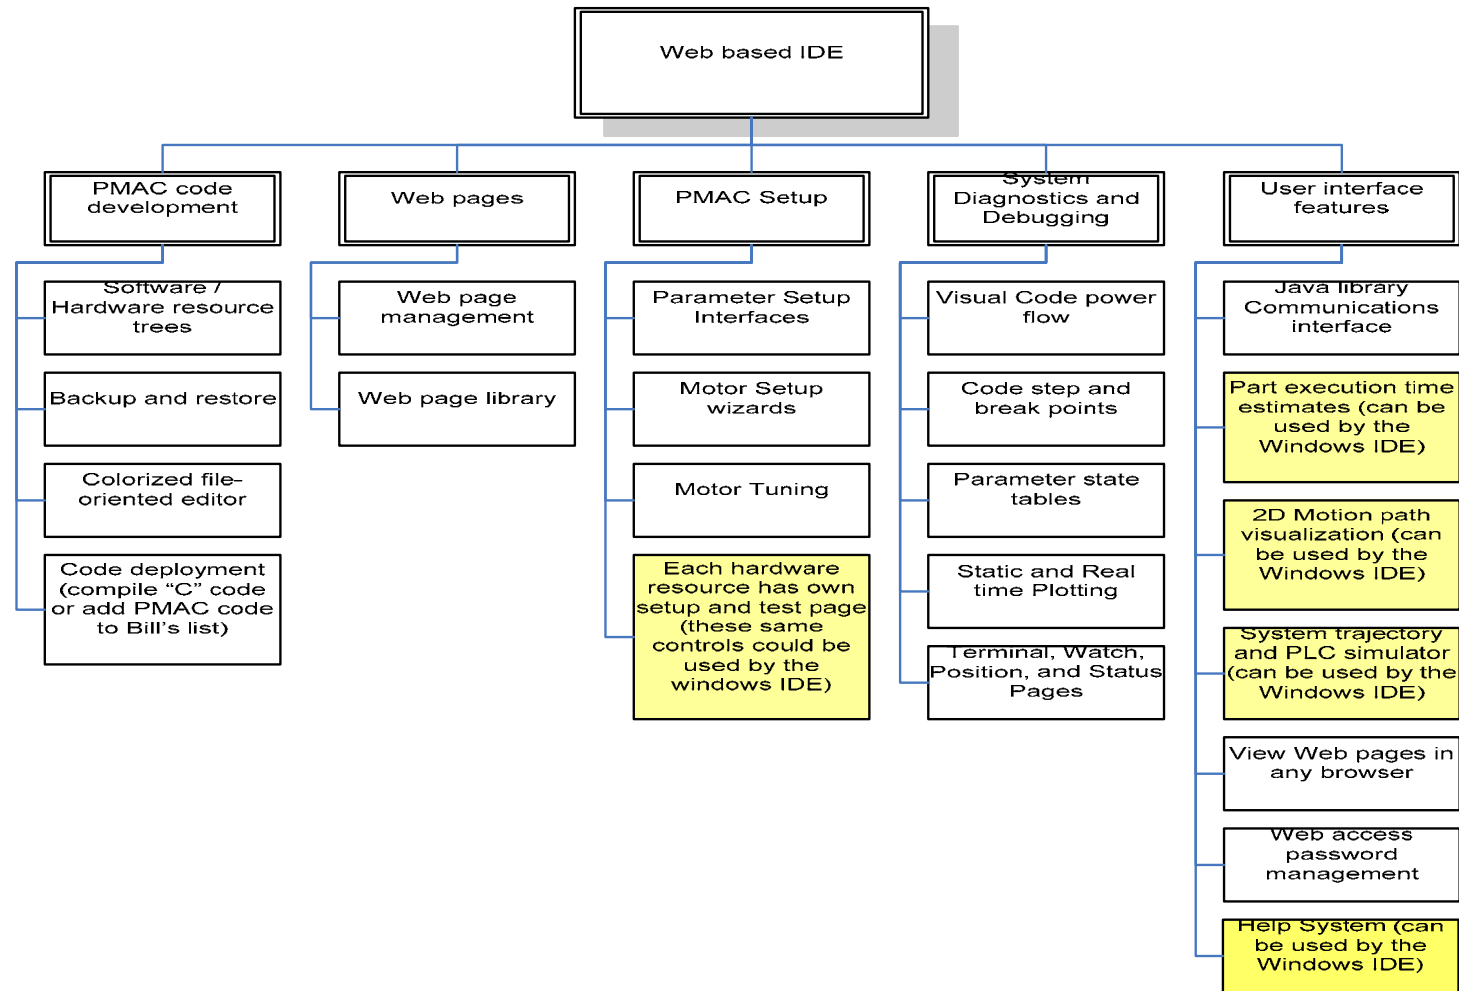 Web based IDE
PMAC code
development
Web pages
PMAC Setup
System
Diagnostics and
Debugging
User interface
features
Software /
Hardware resource
trees
Backup and restore
Colorized file-
oriented editor
Code deployment
(compile “C” code
or add PMAC code
to Bill’s list)
Web page
management
Web page library
Parameter Setup
Interfaces
Motor Setup
wizards
Motor Tuning
Each hardware
resource has own
setup and test page
(these same
controls could be
used by the
windows IDE)
Visual Code power
flow
Code step and
break points
Parameter state
tables
Static and Real
time Plotting
Terminal, Watch,
Position, and Status
Pages
Java library
Communications
interface
Part execution time
estimates (can be
used by the
Windows IDE)
2D Motion path
visualization (can
be used by the
Windows IDE)
System trajectory
and PLC simulator
(can be used by the
Windows IDE)
View Web pages in
any browser
Web access
password
management
Help System (can
be used by the
Windows IDE)